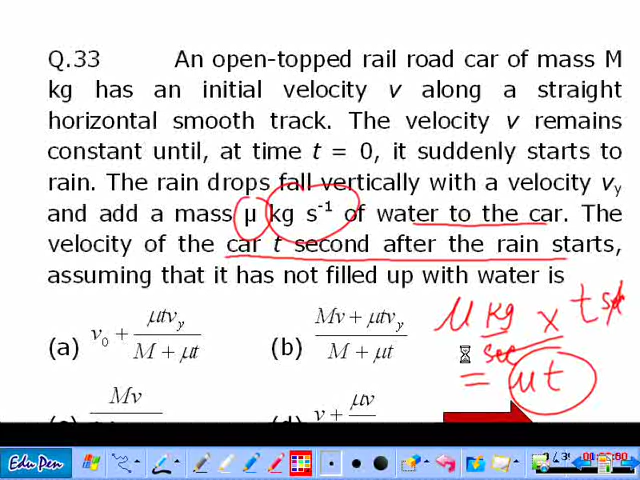 Q.33 An open-topped rail road car of mass M
kg has an initial velocity v along a straight
horizontal smooth track. The velocity v remains
constant until, at time t = 0, it suddenly starts to
rain. The rain drops fall vertically with a velocity vy
and add a mass μ kg s-1 of water to the car. The
velocity of the car t second after the rain starts,
assuming that it has not filled up with water is
(a) v0 + μtvy / M + μt (b) Mv + μtvy / M + μt
μ kg/sec × t sec
= μt
Mv
v + μv
Edu Pen